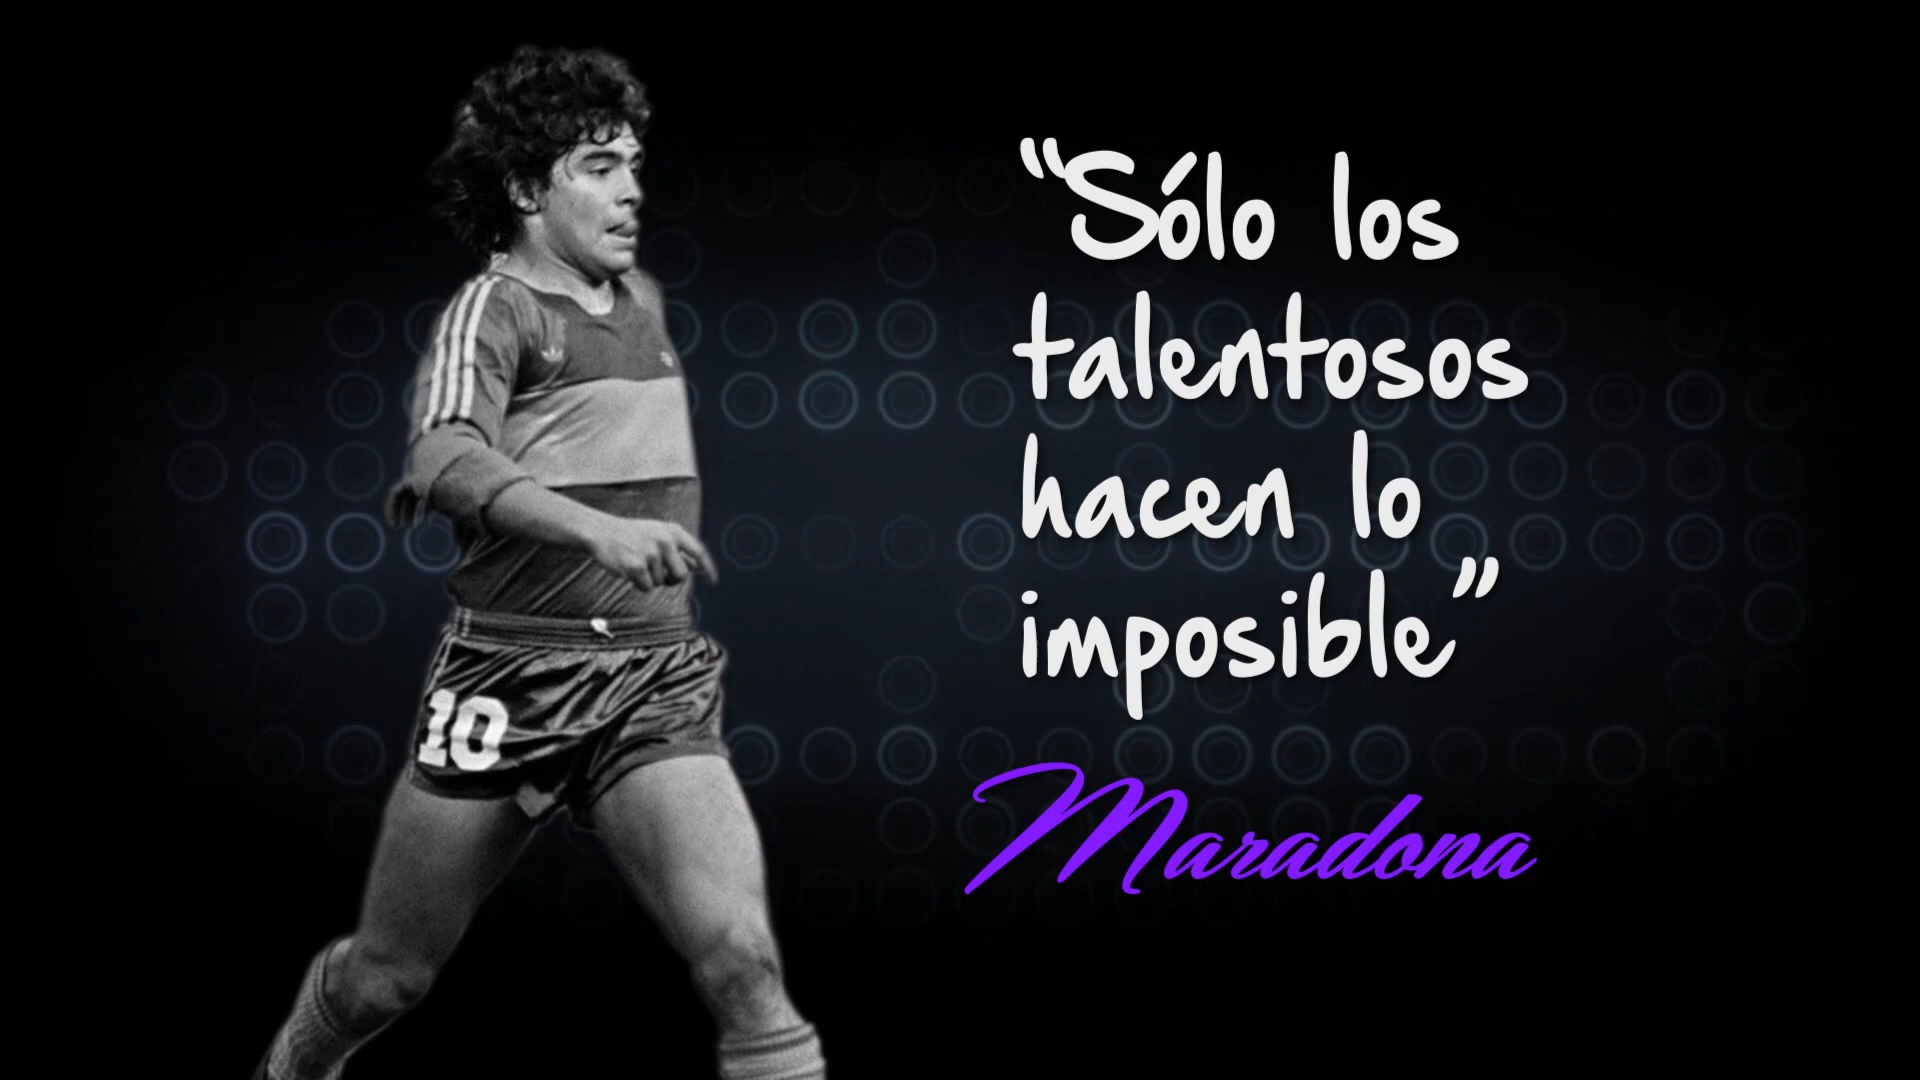 “Sólo los
talentosos
hacen lo
imposible”
Maradona
10